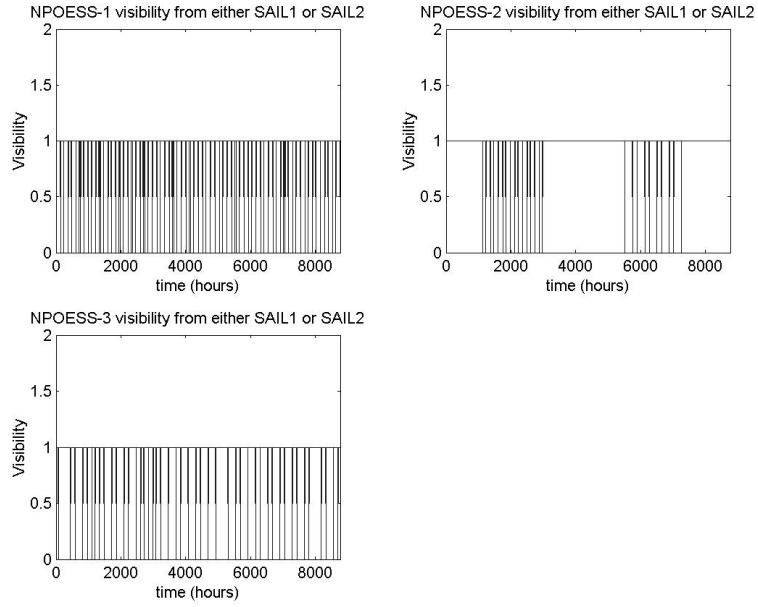 NPOESS-1 visibility from either SAIL1 or SAIL2
2
1.5
1
0.5
0
Visibility
0 2000 4000 6000 8000
time (hours)
NPOESS-2 visibility from either SAIL1 or SAIL2
2
1.5
1
0.5
0
Visibility
0 2000 4000 6000 8000
time (hours)
NPOESS-3 visibility from either SAIL1 or SAIL2
2
1.5
1
0.5
0
Visibility
0 2000 4000 6000 8000
time (hours)